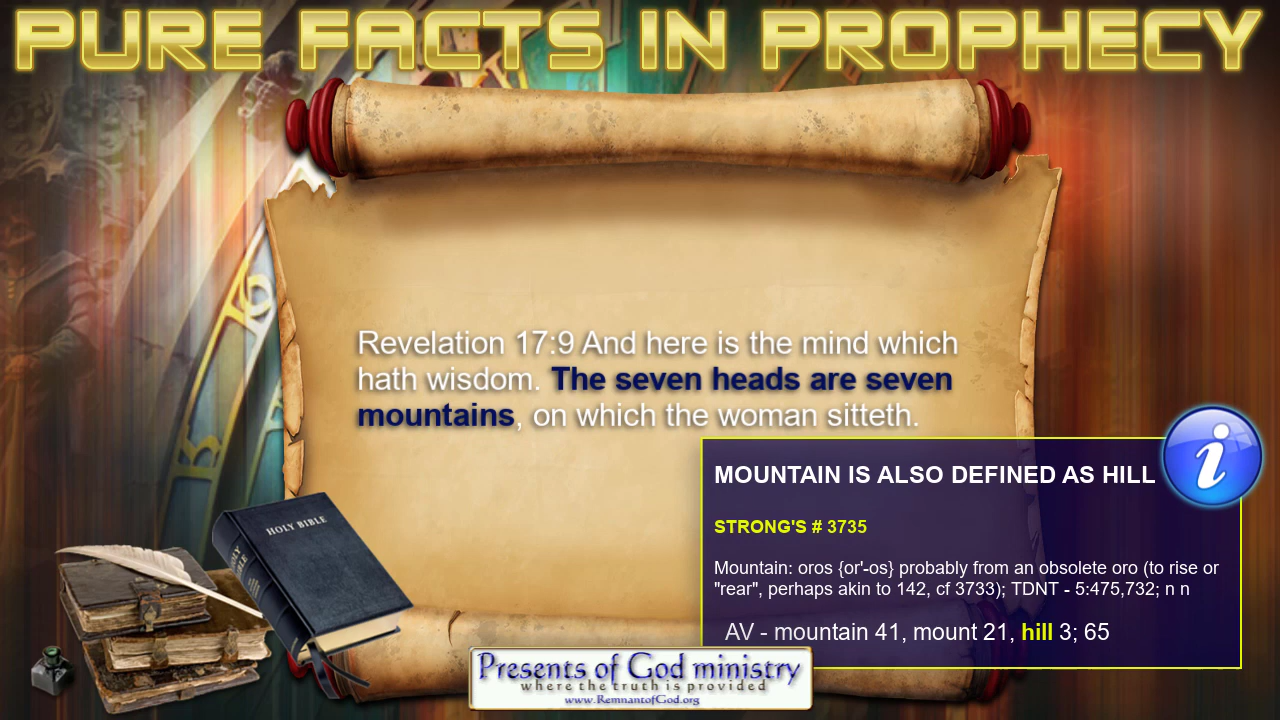 PURE FACTS IN PROPHECY
Revelation 17:9 And here is the mind which
hath wisdom. The seven heads are seven
mountains, on which the woman sitteth.
MOUNTAIN IS ALSO DEFINED AS HILL
STRONG'S # 3735
Mountain: oros {or'-os} probably from an obsolete oro (to rise or
"rear", perhaps akin to 142, cf 3733); TDNT - 5:475,732; n n
AV - mountain 41, mount 21, hill 3; 65
HOLY BIBLE
HOLY
BIBLE
Presents of God ministry
where the truth is provided
www.RemnantofGod.org